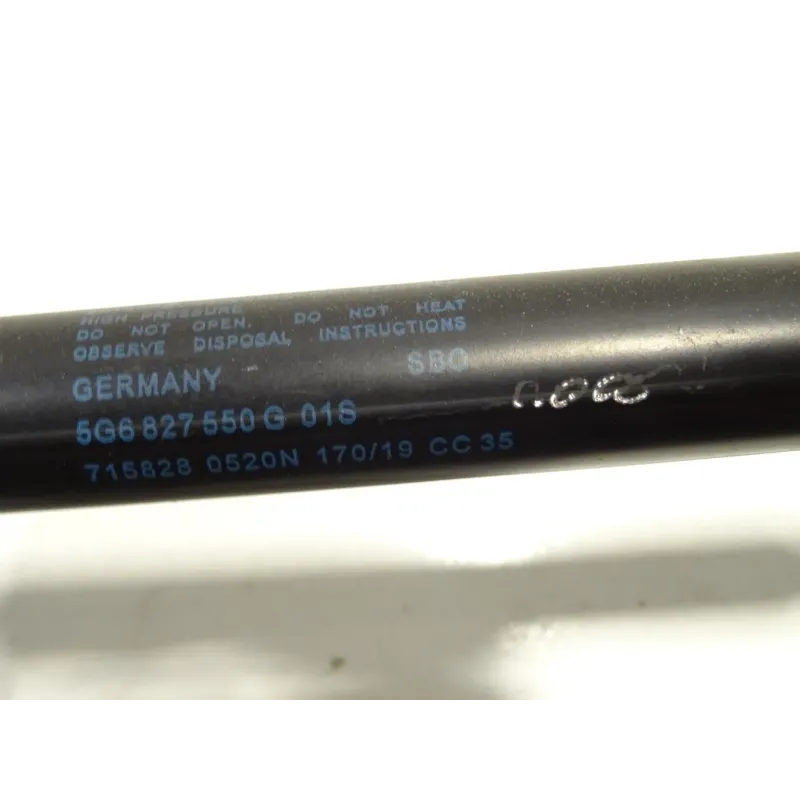 HIGH PRESSURE
DO NOT OPEN. DO NOT HEAT
OBSERVE DISPOSAL INSTRUCTIONS
GERMANY SBO
5G6 827 550 G 01S
715828 0520N 170/19 CC 35